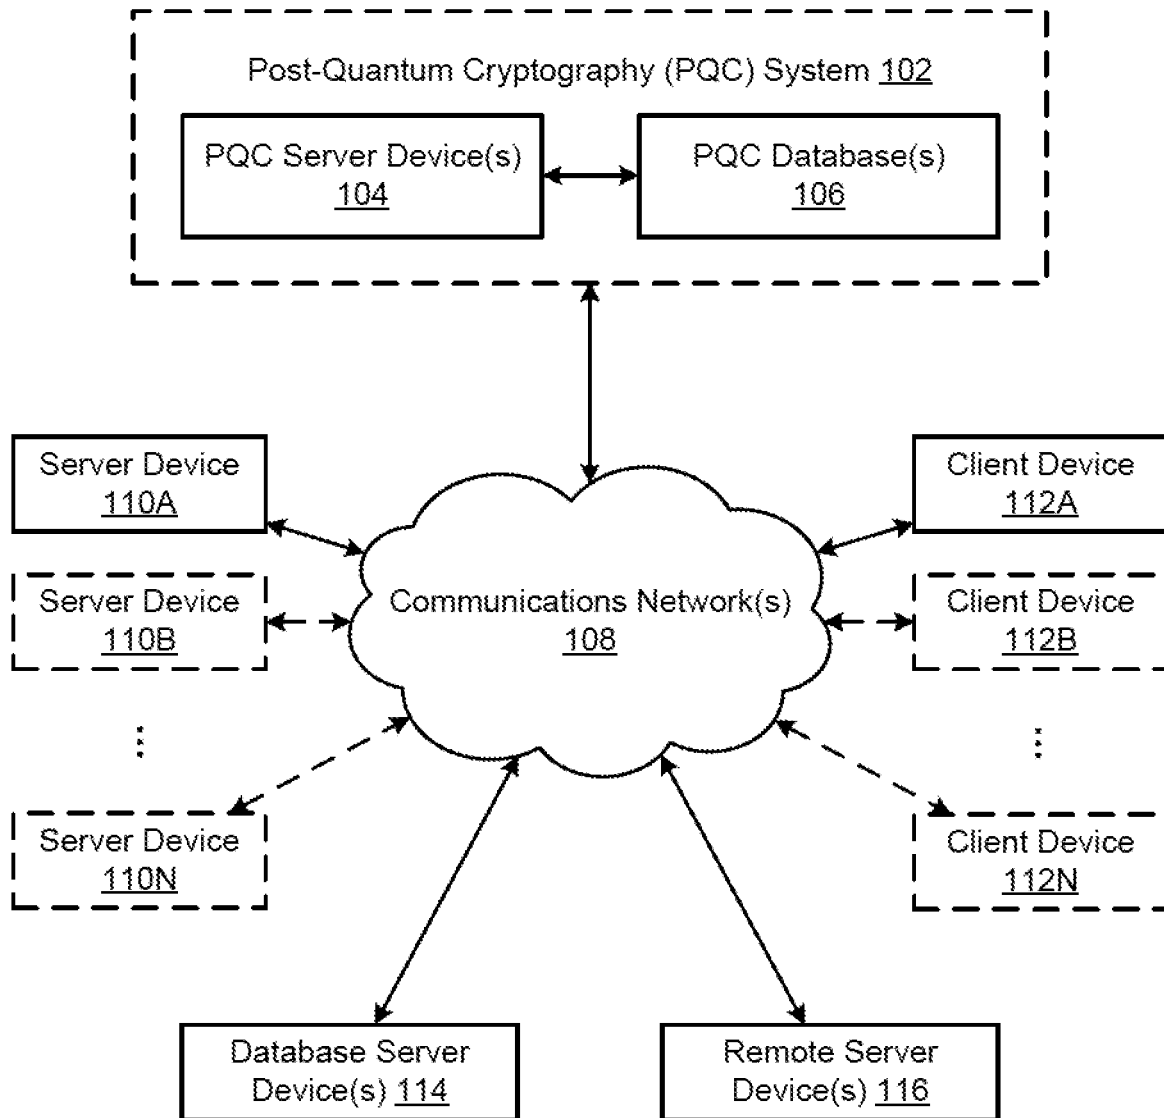 Post-Quantum Cryptography (PQC) System 102
PQC Server Device(s)
104
PQC Database(s)
106
Server Device
110A
Client Device
112A
Server Device
110B
Communications Network(s)
108
Client Device
112B
...
...
Server Device
110N
Client Device
112N
Database Server
Device(s) 114
Remote Server
Device(s) 116